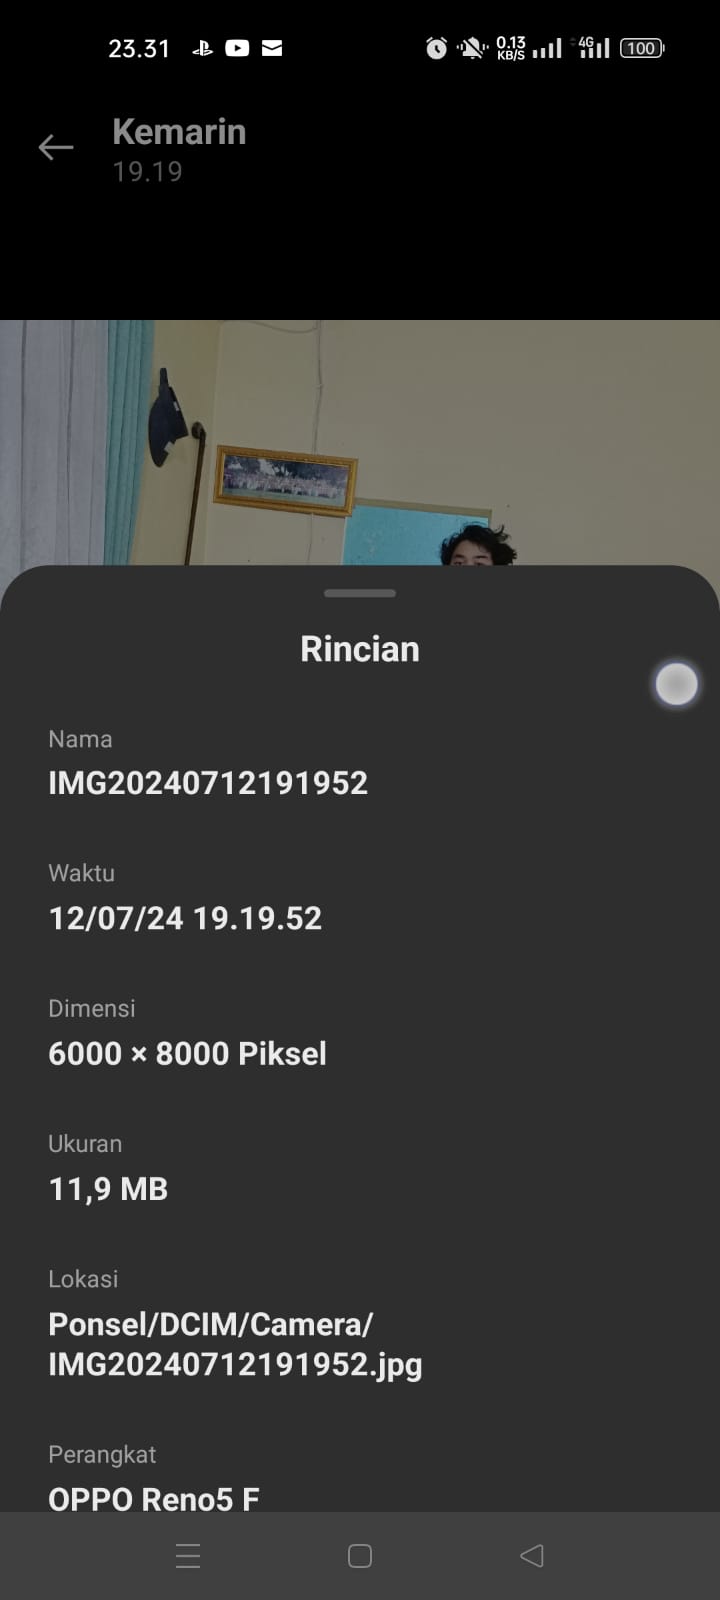 23.31
0.13
KB/S
4G
100
Kemarin
19.19
Rincian
Nama
IMG20240712191952
Waktu
12/07/24 19.19.52
Dimensi
6000 × 8000 Piksel
Ukuran
11,9 MB
Lokasi
Ponsel/DCIM/Camera/
IMG20240712191952.jpg
Perangkat
OPPO Reno5 F